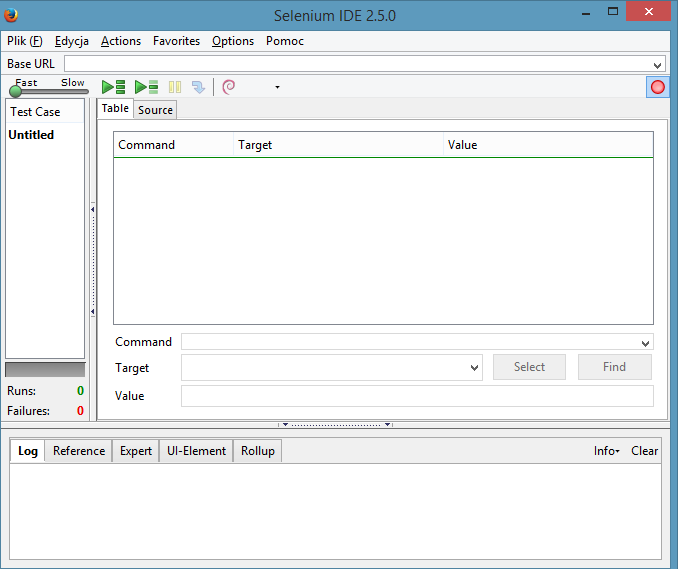 Selenium IDE 2.5.0
Plik (F) Edycja Actions Favorites Options Pomoc
Base URL
Fast Slow
Test Case
Untitled
Table Source
Command Target Value
Command
Target Select Find
Value
Runs: 0
Failures: 0
Log Reference Expert UI-Element Rollup Info Clear